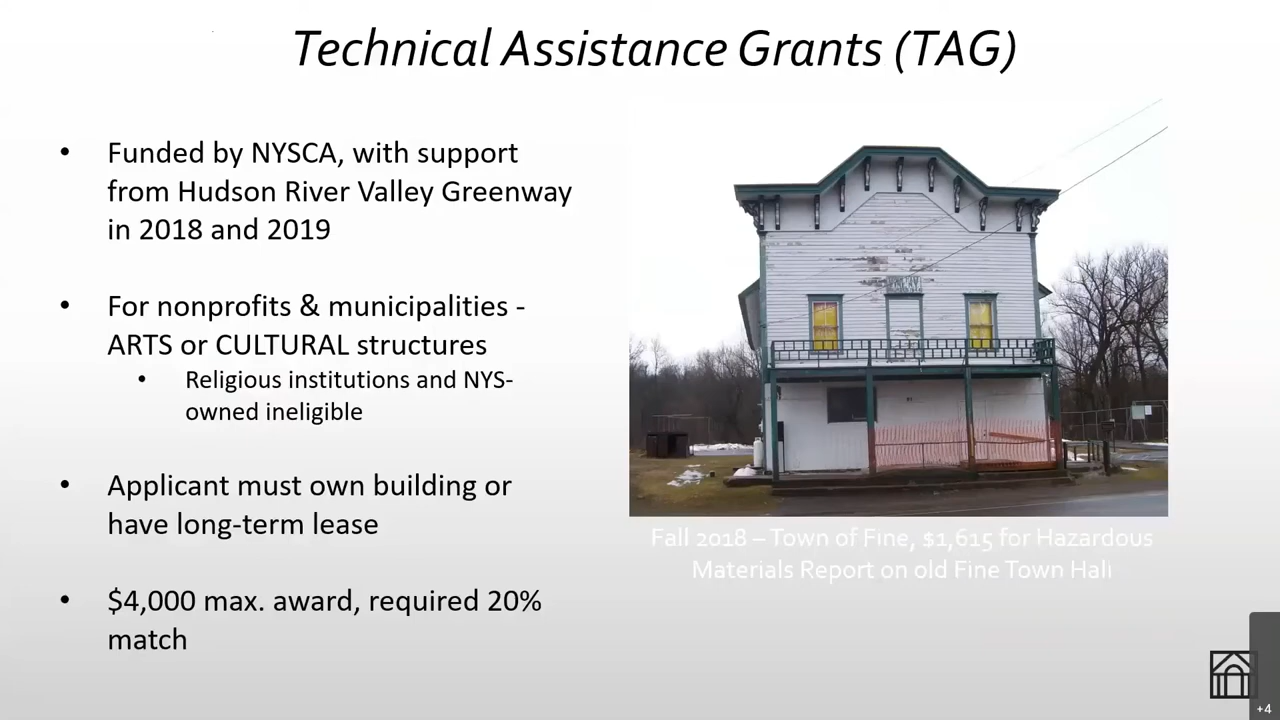 Technical Assistance Grants (TAG)
• Funded by NYSCA, with support
from Hudson River Valley Greenway
in 2018 and 2019
• For nonprofits & municipalities -
ARTS or CULTURAL structures
• Religious institutions and NYS-
owned ineligible
• Applicant must own building or
have long-term lease
• $4,000 max. award, required 20%
match
Fall 2018 – Town of Fine, $1,615 for Hazardous
Materials Report on old Fine Town Hall
+4